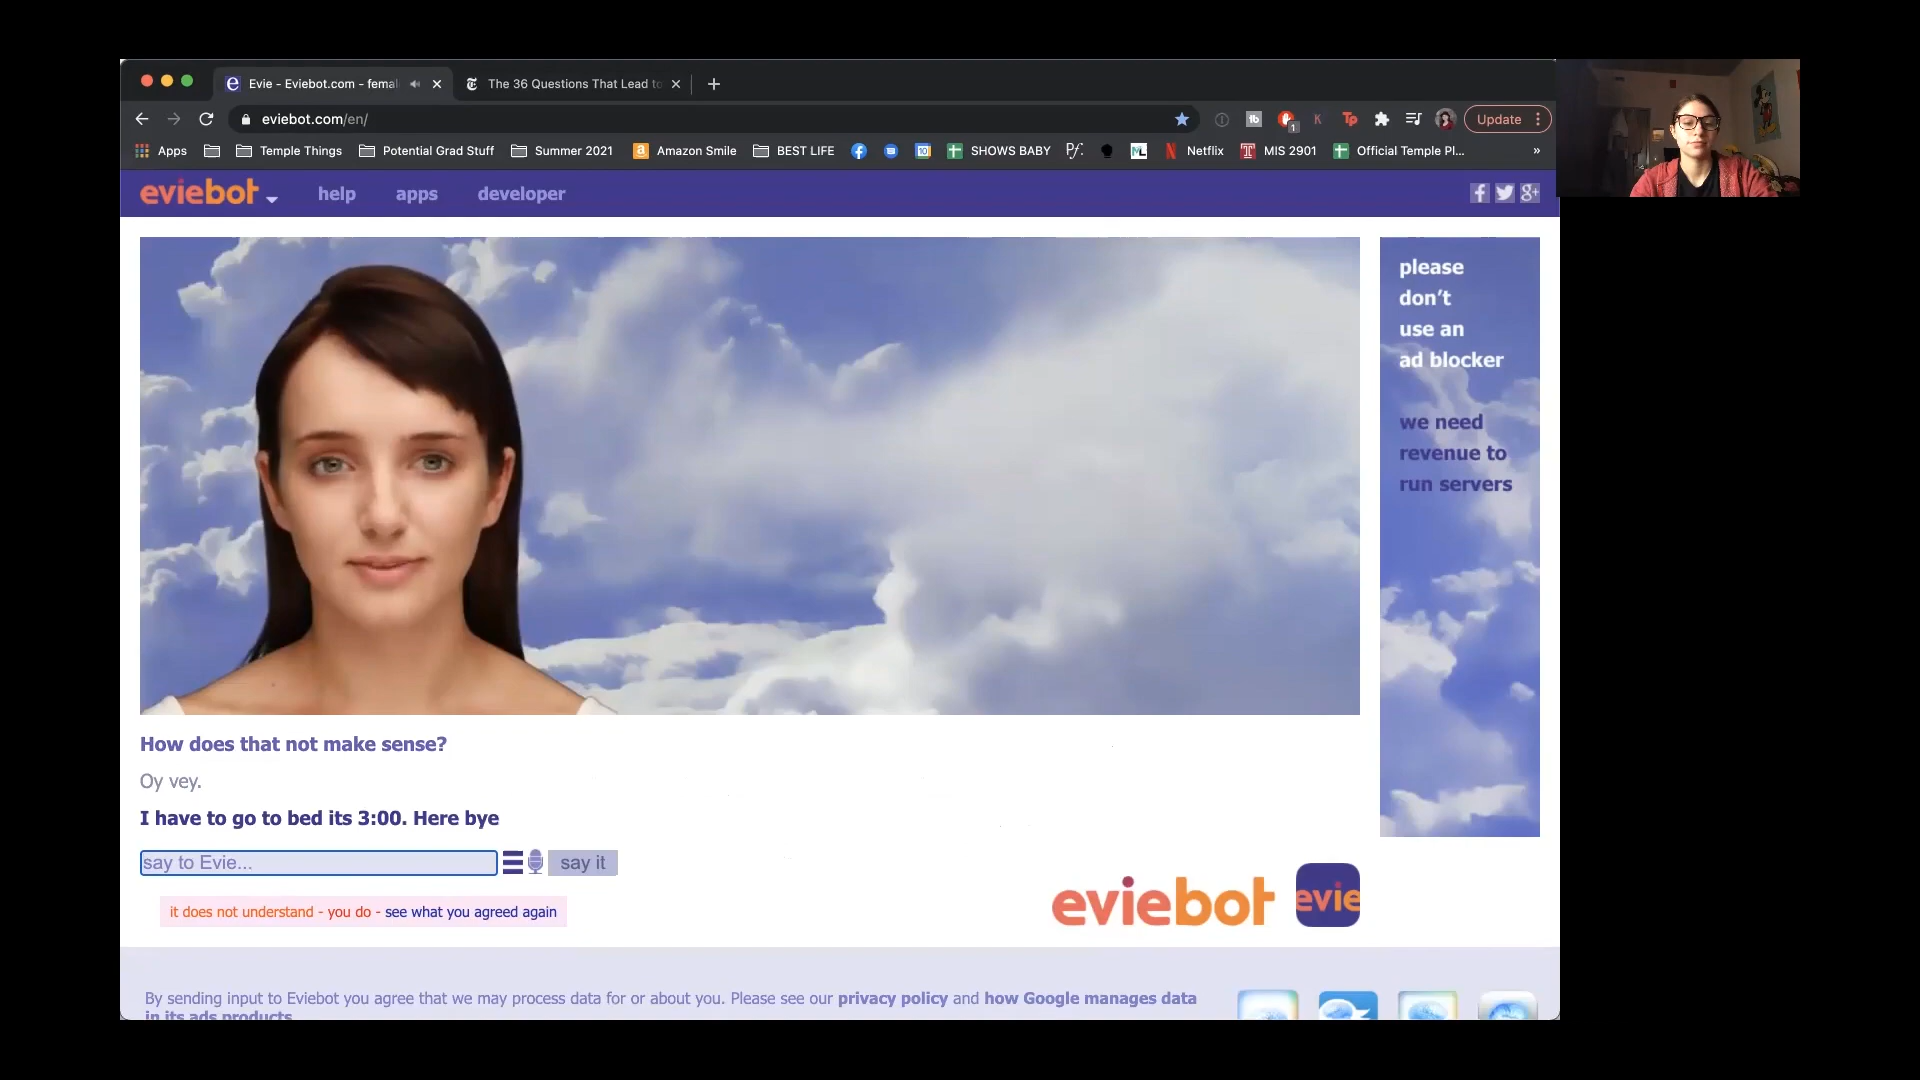 Evie - Eviebot.com - femal
The 36 Questions That Lead to
eviebot.com/en/
Update
Apps
Temple Things
Potential Grad Stuff
Summer 2021
Amazon Smile
BEST LIFE
SHOWS BABY
Netflix
MIS 2901
Official Temple Pl...
»
eviebot
help
apps
developer
please
don't
use an
ad blocker
we need
revenue to
run servers
How does that not make sense?
Oy vey.
I have to go to bed its 3:00. Here bye
say to Evie...
say it
it does not understand - you do - see what you agreed again
eviebot
evie
By sending input to Eviebot you agree that we may process data for or about you. Please see our privacy policy and how Google manages data
in its ads products